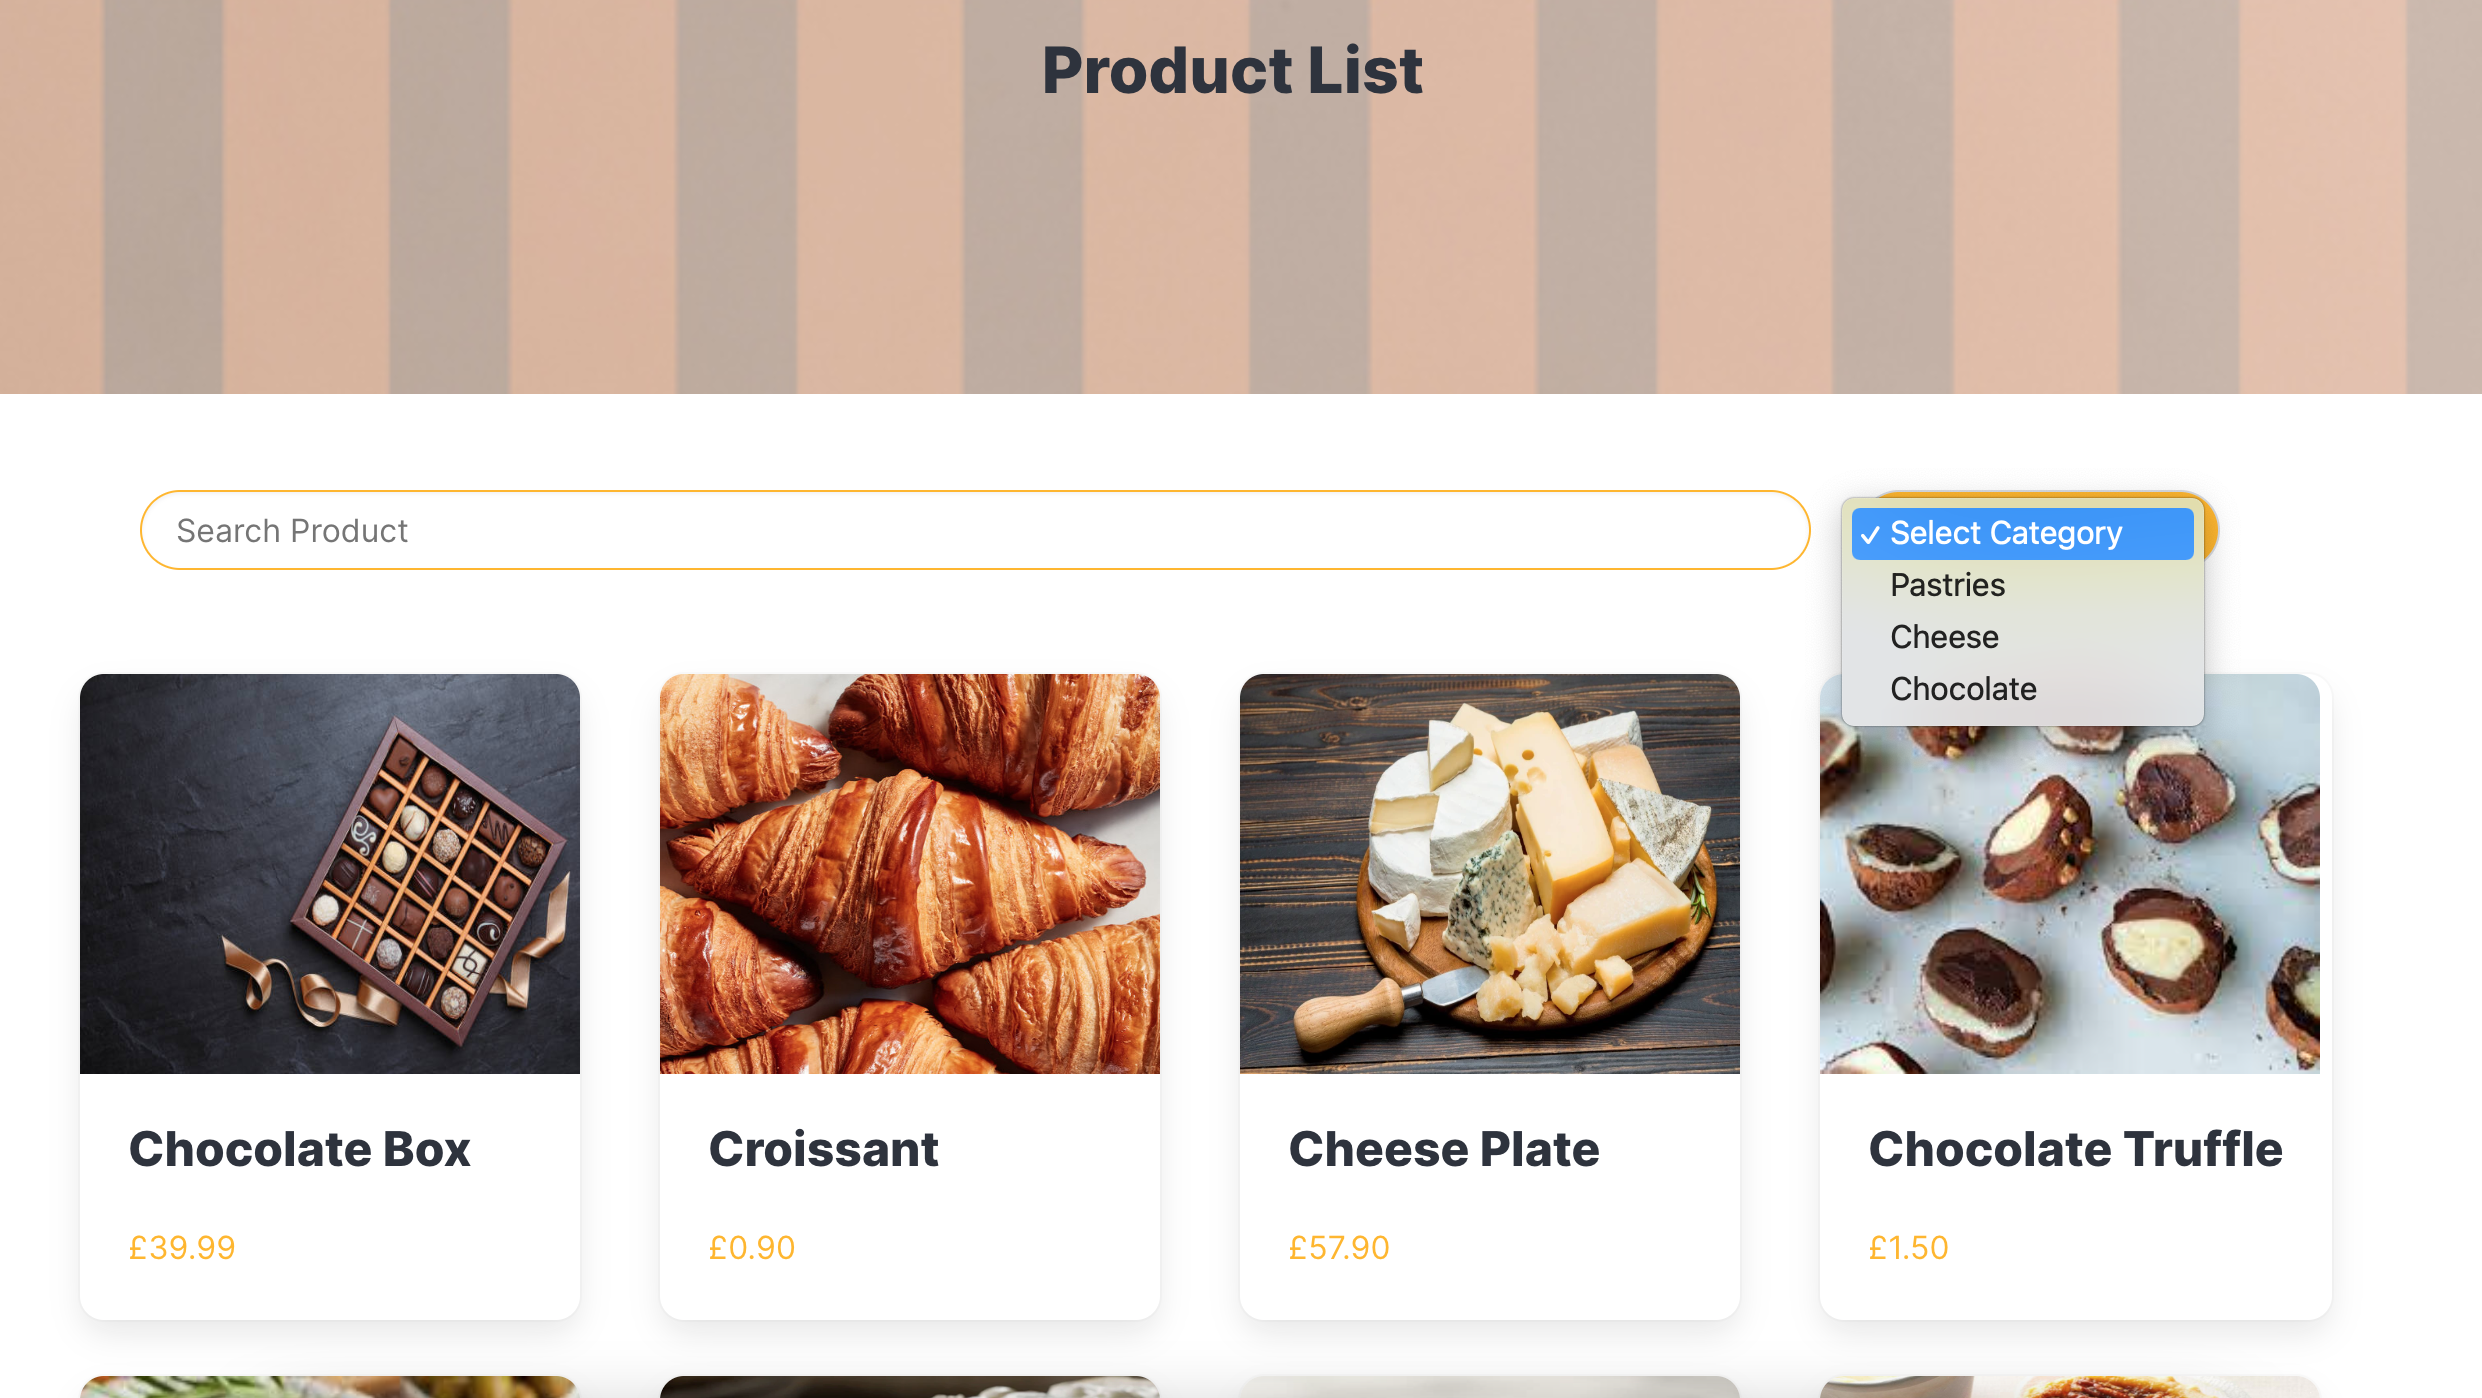 Product List
Search Product
✓ Select Category
Pastries
Cheese
Chocolate
Chocolate Box
£39.99
Croissant
£0.90
Cheese Plate
£57.90
Chocolate Truffle
£1.50